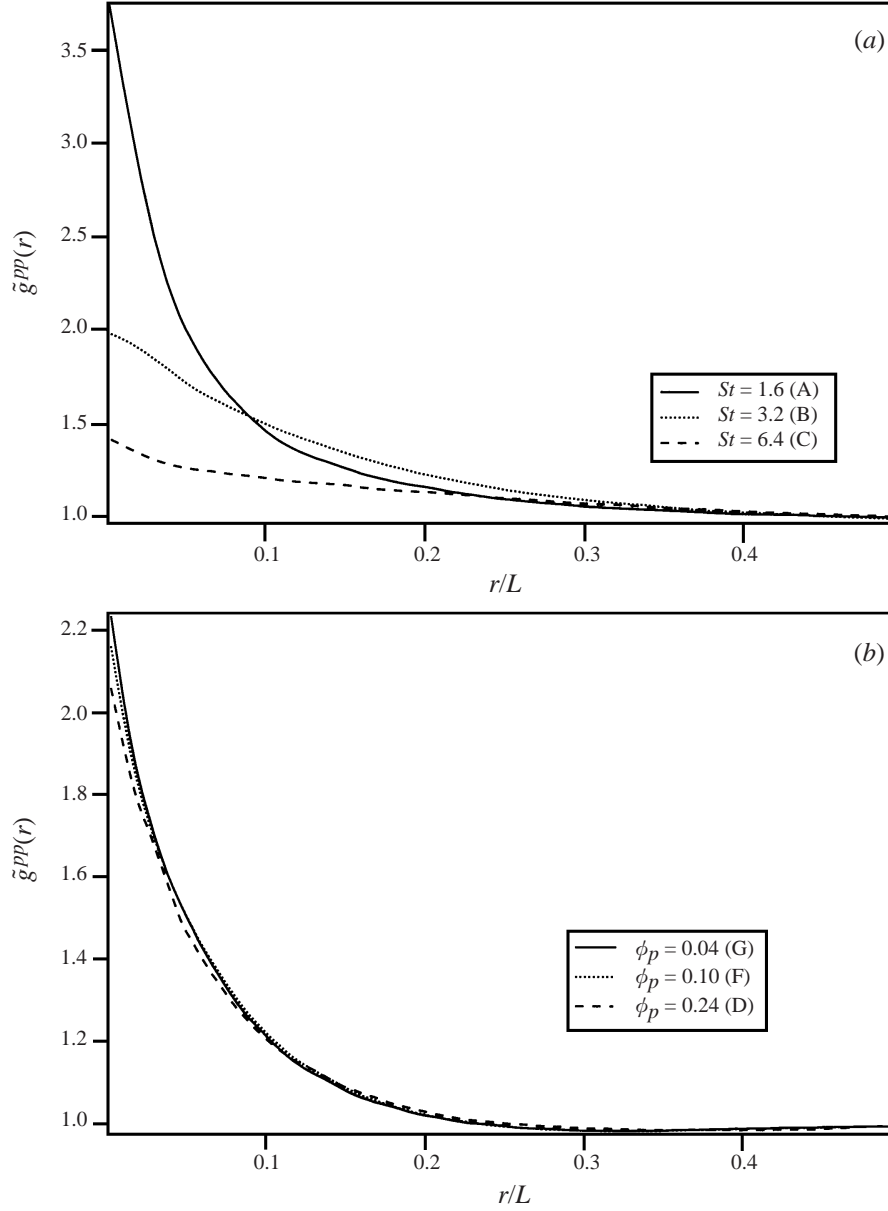 (a)
3.5
3.0
2.5
2.0
1.5
1.0
g̃ᵖᵖ(r)
St = 1.6 (A)
St = 3.2 (B)
St = 6.4 (C)
0.1 0.2 0.3 0.4
r/L
(b)
2.2
2.0
1.8
1.6
1.4
1.2
1.0
g̃ᵖᵖ(r)
ϕp = 0.04 (G)
ϕp = 0.10 (F)
ϕp = 0.24 (D)
0.1 0.2 0.3 0.4
r/L